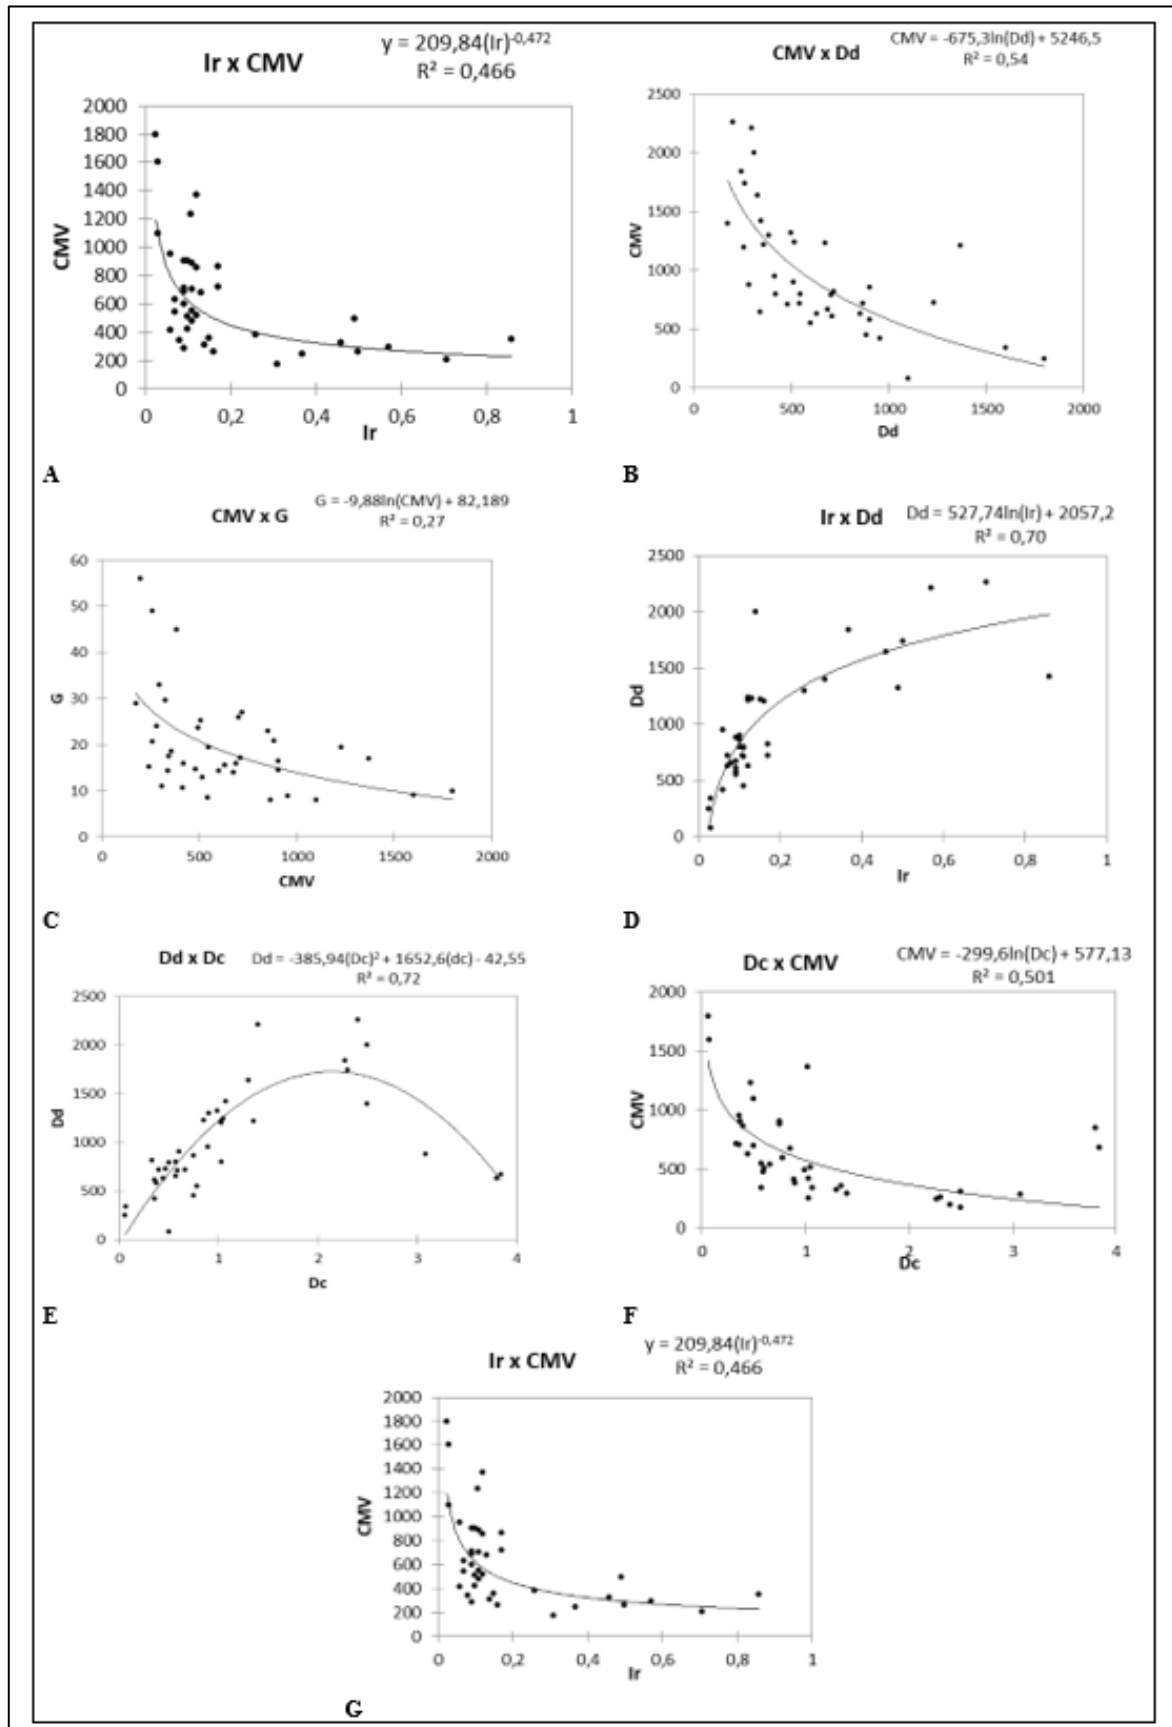 Ir x CMV
y = 209,84(Ir)^-0,472
R² = 0,466
2000
1800
1600
1400
1200
1000
800
600
400
200
0
CMV
0 0,2 0,4 0,6 0,8 1
Ir
A
CMV x Dd
CMV = -675,3ln(Dd) + 5246,5
R² = 0,54
2500
2000
1500
1000
500
0
CMV
0 500 1000 1500 2000
Dd
B
CMV x G
G = -9,88ln(CMV) + 82,189
R² = 0,27
60
50
40
30
20
10
0
G
0 500 1000 1500 2000
CMV
C
Ir x Dd
Dd = 527,74ln(Ir) + 2057,2
R² = 0,70
2500
2000
1500
1000
500
0
Dd
0 0,2 0,4 0,6 0,8 1
Ir
D
Dd x Dc
Dd = -385,94(Dc)² + 1652,6(dc) - 42,55
R² = 0,72
2500
2000
1500
1000
500
0
Dd
0 1 2 3 4
Dc
E
Dc x CMV
CMV = -299,6ln(Dc) + 577,13
R² = 0,501
2000
1500
1000
500
0
CMV
0 1 2 3 4
Dc
F
Ir x CMV
y = 209,84(Ir)^-0,472
R² = 0,466
2000
1800
1600
1400
1200
1000
800
600
400
200
0
CMV
0 0,2 0,4 0,6 0,8 1
Ir
G